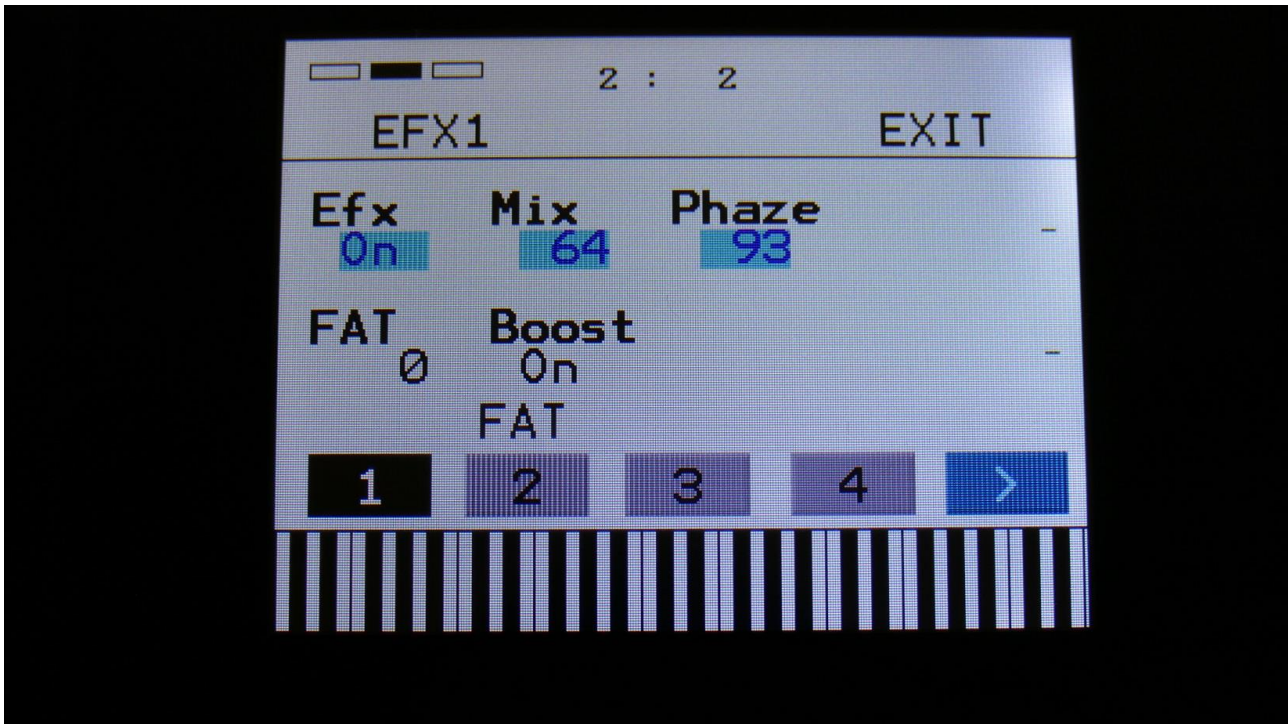 2 : 2
EFX1 EXIT
Efx Mix Phaze
On 64 93 -
FAT Boost
0 On -
FAT
1 2 3 4 >